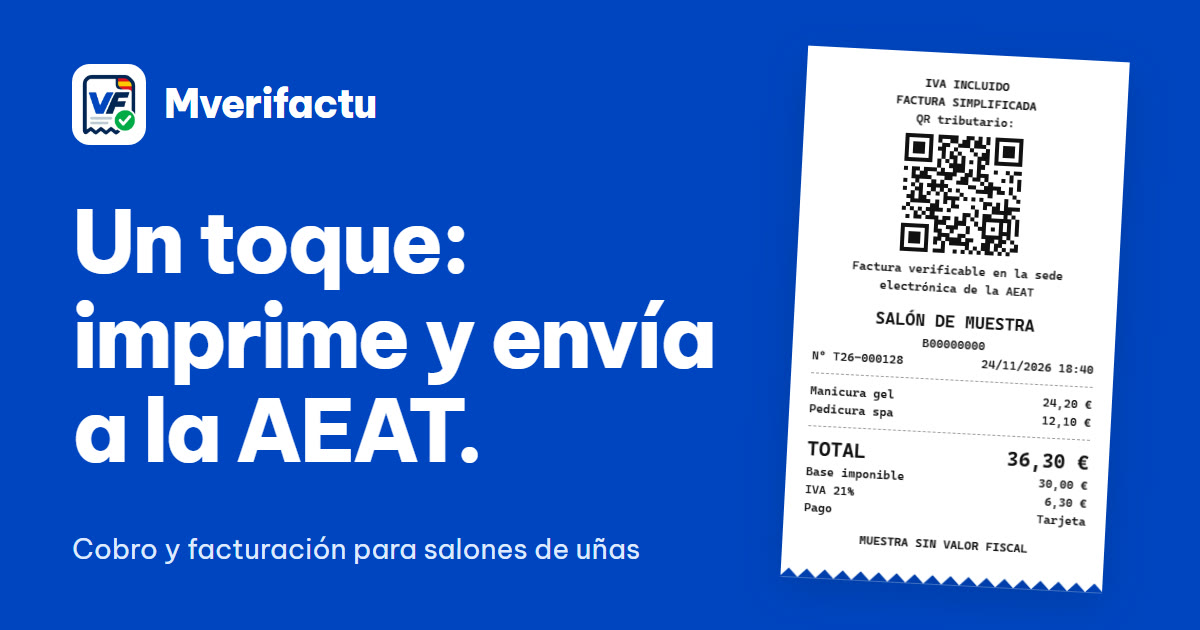 VF
Mverifactu
Un toque:
imprime y envía
a la AEAT.
Cobro y facturación para salones de uñas
IVA INCLUIDO
FACTURA SIMPLIFICADA
QR tributario:
Factura verificable en la sede
electrónica de la AEAT
SALÓN DE MUESTRA
B00000000
N° T26-000128 24/11/2026 18:40
Manicura gel 24,20 €
Pedicura spa 12,10 €
TOTAL 36,30 €
Base imponible 30,00 €
IVA 21% 6,30 €
Pago Tarjeta
MUESTRA SIN VALOR FISCAL